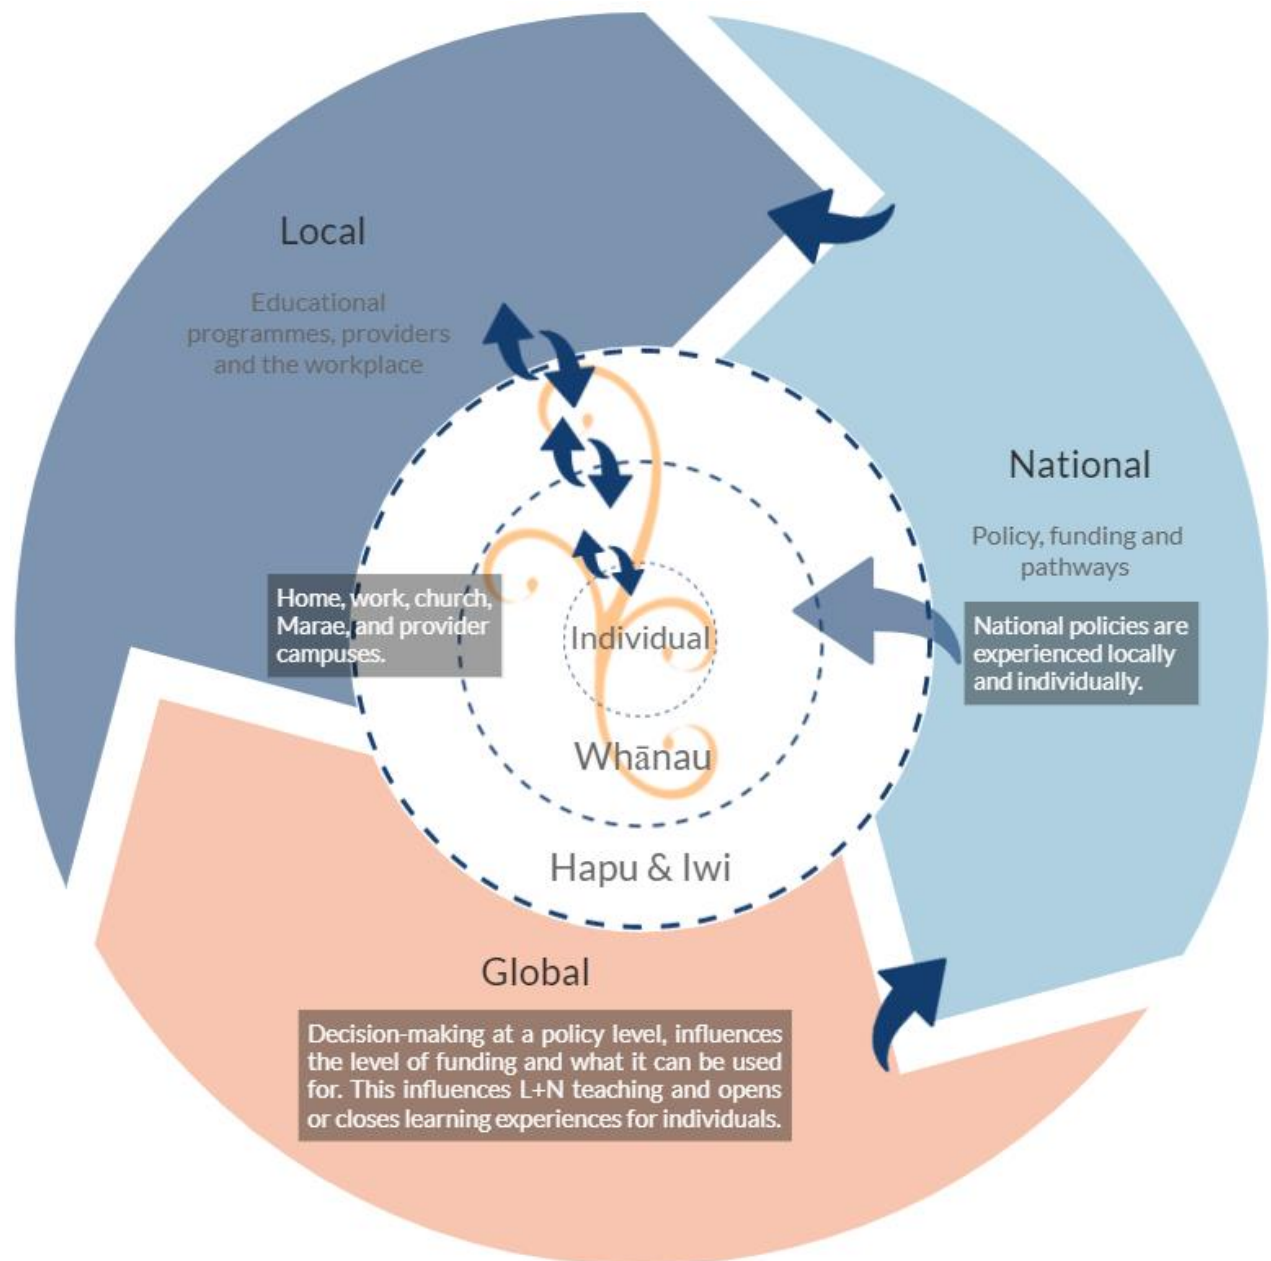 Local
Educational
programmes, providers
and the workplace
National
Policy, funding and
pathways
National policies are
experienced locally
and individually.
Home, work, church,
Marae, and provider
campuses.
Individual
Whānau
Hapu & Iwi
Global
Decision-making at a policy level, influences
the level of funding and what it can be used
for. This influences L+N teaching and opens
or closes learning experiences for individuals.